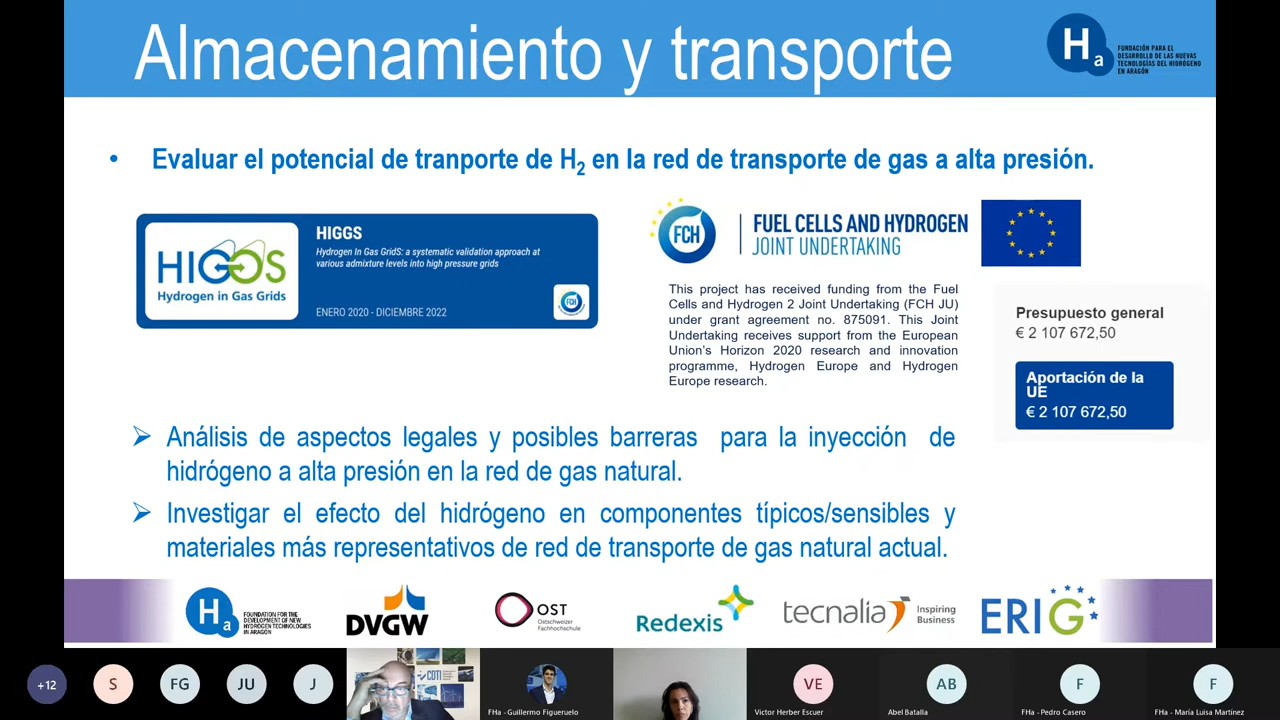 Almacenamiento y transporte
Ha
FUNDACIÓN PARA EL
DESARROLLO DE LAS NUEVAS
TECNOLOGÍAS DEL HIDRÓGENO
EN ARAGÓN
• Evaluar el potencial de tranporte de H2 en la red de transporte de gas a alta presión.
HIGGS
Hydrogen in Gas Grids
HIGGS
Hydrogen In Gas GridS: a systematic validation approach at
various admixture levels into high pressure grids
ENERO 2020 - DICIEMBRE 2022
FCH
FCH
FUEL CELLS AND HYDROGEN
JOINT UNDERTAKING
This project has received funding from the Fuel
Cells and Hydrogen 2 Joint Undertaking (FCH JU)
under grant agreement no. 875091. This Joint
Undertaking receives support from the European
Union's Horizon 2020 research and innovation
programme, Hydrogen Europe and Hydrogen
Europe research.
Presupuesto general
€ 2 107 672,50
Aportación de la
UE
€ 2 107 672,50
Análisis de aspectos legales y posibles barreras para la inyección de
hidrógeno a alta presión en la red de gas natural.
Investigar el efecto del hidrógeno en componentes típicos/sensibles y
materiales más representativos de red de transporte de gas natural actual.
Ha
FOUNDATION FOR THE
DEVELOPMENT OF NEW
HYDROGEN TECHNOLOGIES
IN ARAGON
DVGW
OST
Ostschweizer
Fachhochschule
Redexis
tecnalia
Inspiring
Business
ERIG
+12
S
FG
JU
J
CDTI
FHa - Guillermo Figueruelo
VE
Victor Herber Escuer
AB
Abel Batalla
F
FHa - Pedro Casero
F
FHa - María Luisa Martínez